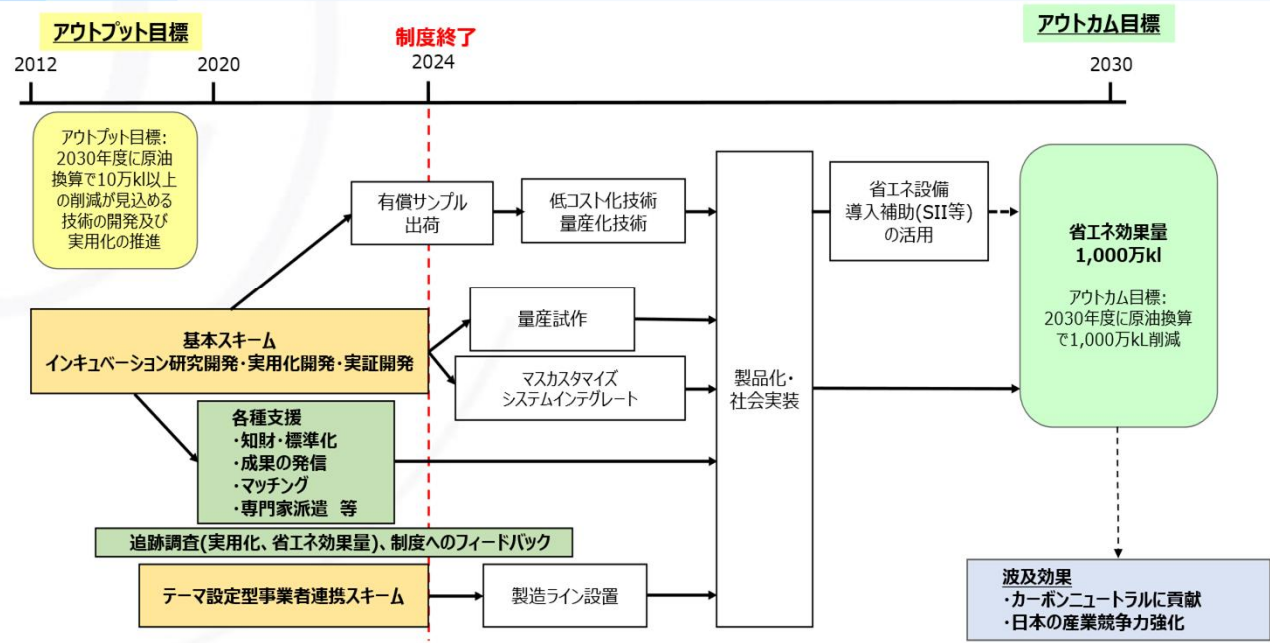 アウトプット目標
制度終了
アウトカム目標
2012
2020
2024
2030
アウトプット目標:
2030年度に原油
換算で10万kl以上
の削減が見込める
技術の開発及び
実用化の推進
有償サンプル
出荷
低コスト化技術
量産化技術
省エネ設備
導入補助(SII等)
の活用
省エネ効果量
1,000万kl
アウトカム目標:
2030年度に原油換算
で1,000万kL削減
基本スキーム
インキュベーション研究開発・実用化開発・実証開発
量産試作
マスカスタマイズ
システムインテグレート
製品化・
社会実装
各種支援
・知財・標準化
・成果の発信
・マッチング
・専門家派遣 等
追跡調査(実用化、省エネ効果量)、制度へのフィードバック
テーマ設定型事業者連携スキーム
製造ライン設置
波及効果
・カーボンニュートラルに貢献
・日本の産業競争力強化